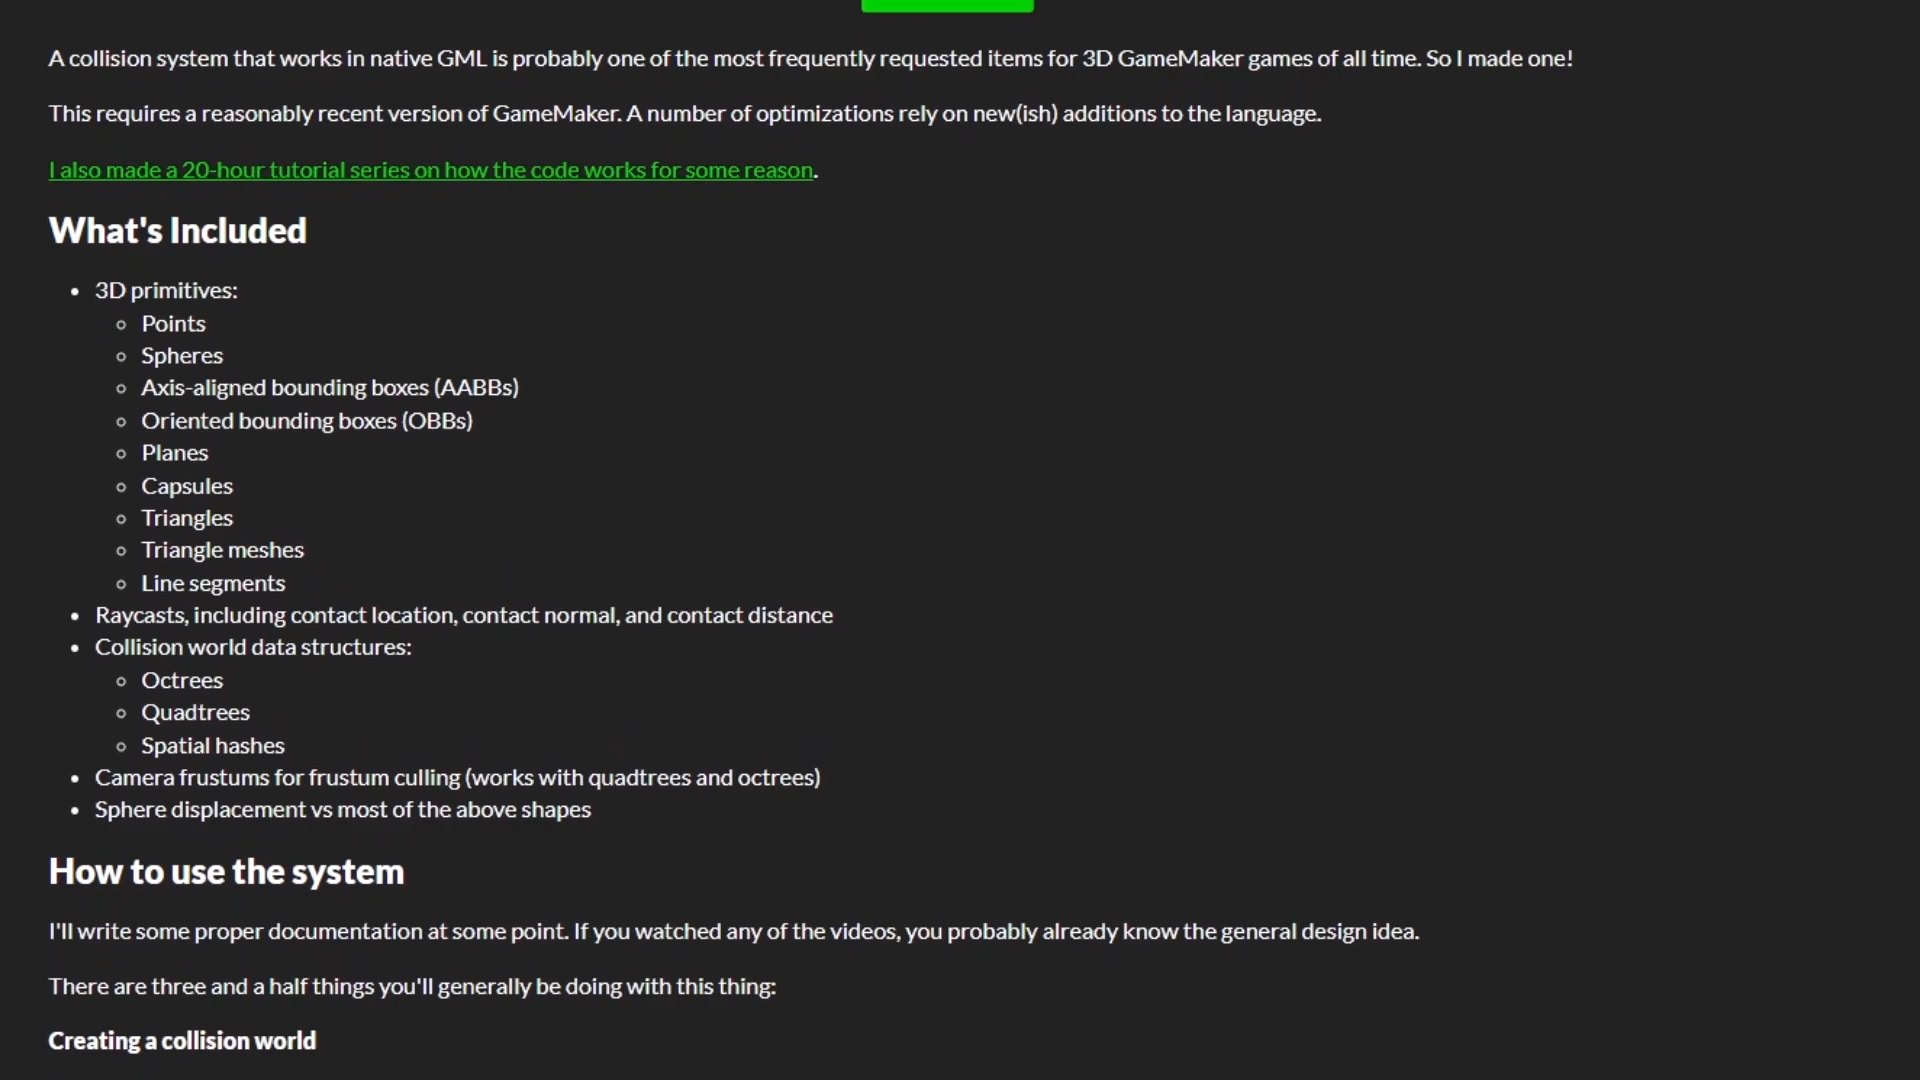 A collision system that works in native GML is probably one of the most frequently requested items for 3D GameMaker games of all time. So I made one!
This requires a reasonably recent version of GameMaker. A number of optimizations rely on new(ish) additions to the language.
I also made a 20-hour tutorial series on how the code works for some reason.
What's Included
3D primitives:
Points
Spheres
Axis-aligned bounding boxes (AABBs)
Oriented bounding boxes (OBBs)
Planes
Capsules
Triangles
Triangle meshes
Line segments
Raycasts, including contact location, contact normal, and contact distance
Collision world data structures:
Octrees
Quadtrees
Spatial hashes
Camera frustums for frustum culling (works with quadtrees and octrees)
Sphere displacement vs most of the above shapes
How to use the system
I'll write some proper documentation at some point. If you watched any of the videos, you probably already know the general design idea.
There are three and a half things you'll generally be doing with this thing:
Creating a collision world